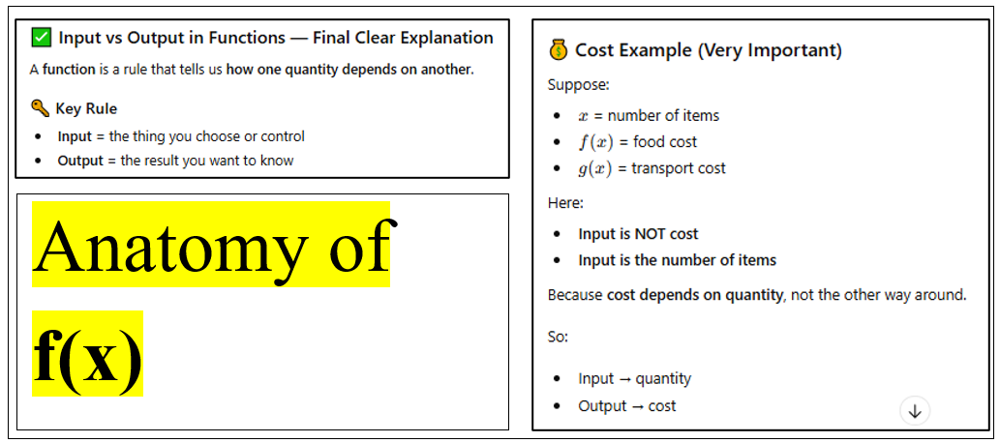 ✅ Input vs Output in Functions — Final Clear Explanation
A function is a rule that tells us how one quantity depends on another.
🔑 Key Rule
• Input = the thing you choose or control
• Output = the result you want to know
Anatomy of
f(x)
💰 Cost Example (Very Important)
Suppose:
• x = number of items
• f(x) = food cost
• g(x) = transport cost
Here:
• Input is NOT cost
• Input is the number of items
Because cost depends on quantity, not the other way around.
So:
• Input → quantity
• Output → cost